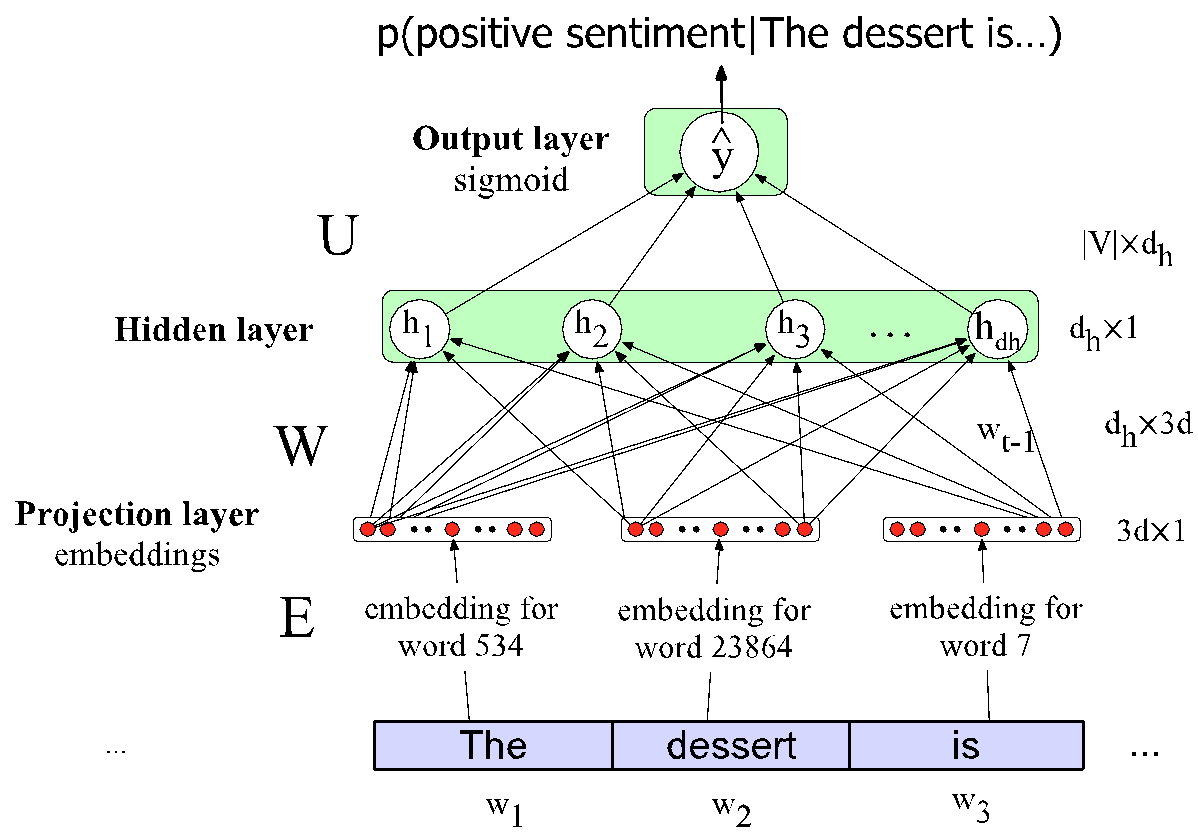 p(positive sentiment|The dessert is...)
Output layer
sigmoid
ŷ
U
|V|×dh
Hidden layer
h1 h2 h3 ... hdh
dh×1
W
wt-1
dh×3d
Projection layer
embeddings
3d×1
E
embedding for
word 534
embedding for
word 23864
embedding for
word 7
... The dessert is ...
w1 w2 w3